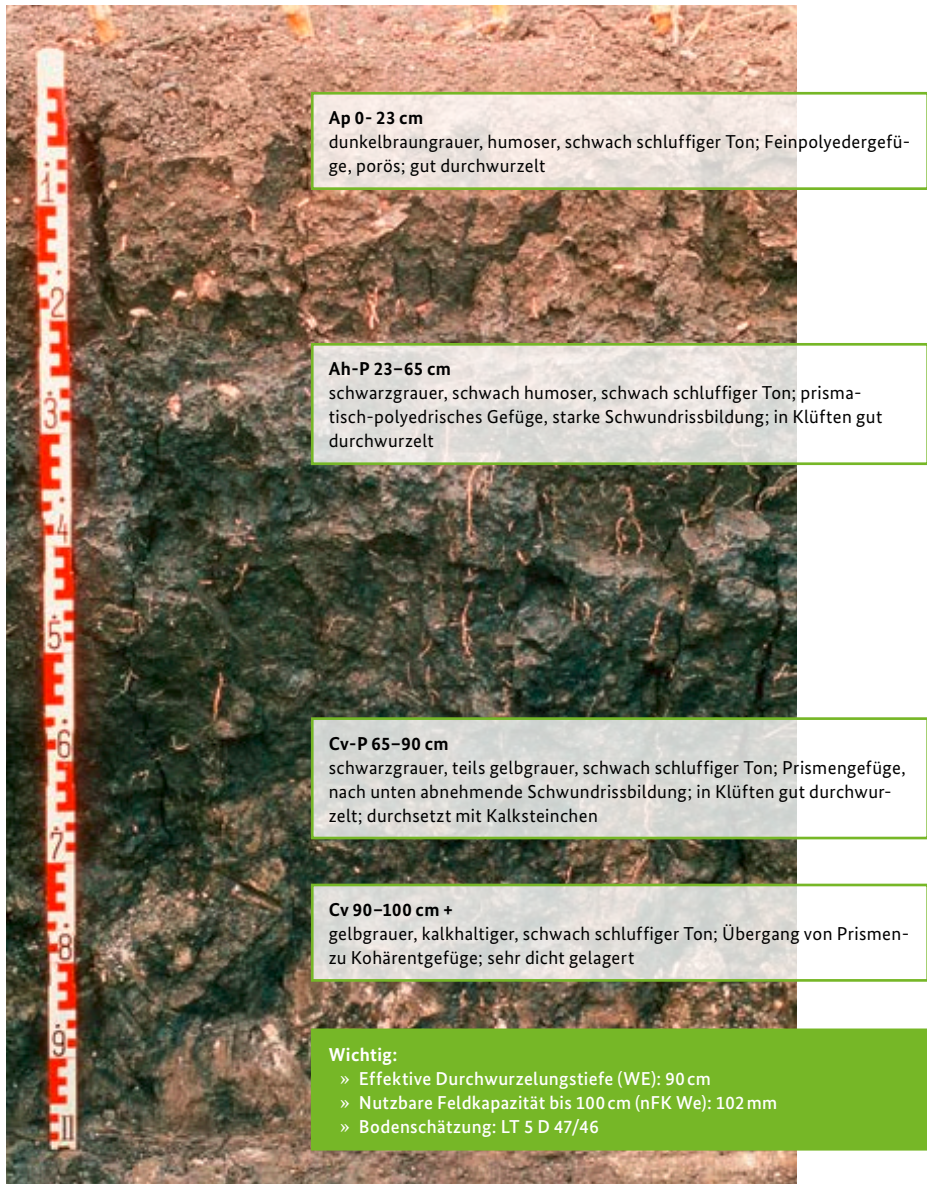 Ap 0- 23 cm
dunkelbraungrauer, humoser, schwach schluffiger Ton; Feinpolyedergefü-
ge, porös; gut durchwurzelt
1
2
Ah-P 23–65 cm
schwarzgrauer, schwach humoser, schwach schluffiger Ton; prisma-
tisch-polyedrisches Gefüge, starke Schwundrissbildung; in Klüften gut
durchwurzelt
3
4
5
6
Cv-P 65–90 cm
schwarzgrauer, teils gelbgrauer, schwach schluffiger Ton; Prismengefüge,
nach unten abnehmende Schwundrissbildung; in Klüften gut durchwur-
zelt; durchsetzt mit Kalksteinchen
7
Cv 90–100 cm +
gelbgrauer, kalkhaltiger, schwach schluffiger Ton; Übergang von Prismen-
zu Kohärentgefüge; sehr dicht gelagert
8
9
Wichtig:
» Effektive Durchwurzelungstiefe (WE): 90 cm
» Nutzbare Feldkapazität bis 100 cm (nFK We): 102 mm
» Bodenschätzung: LT 5 D 47/46
II